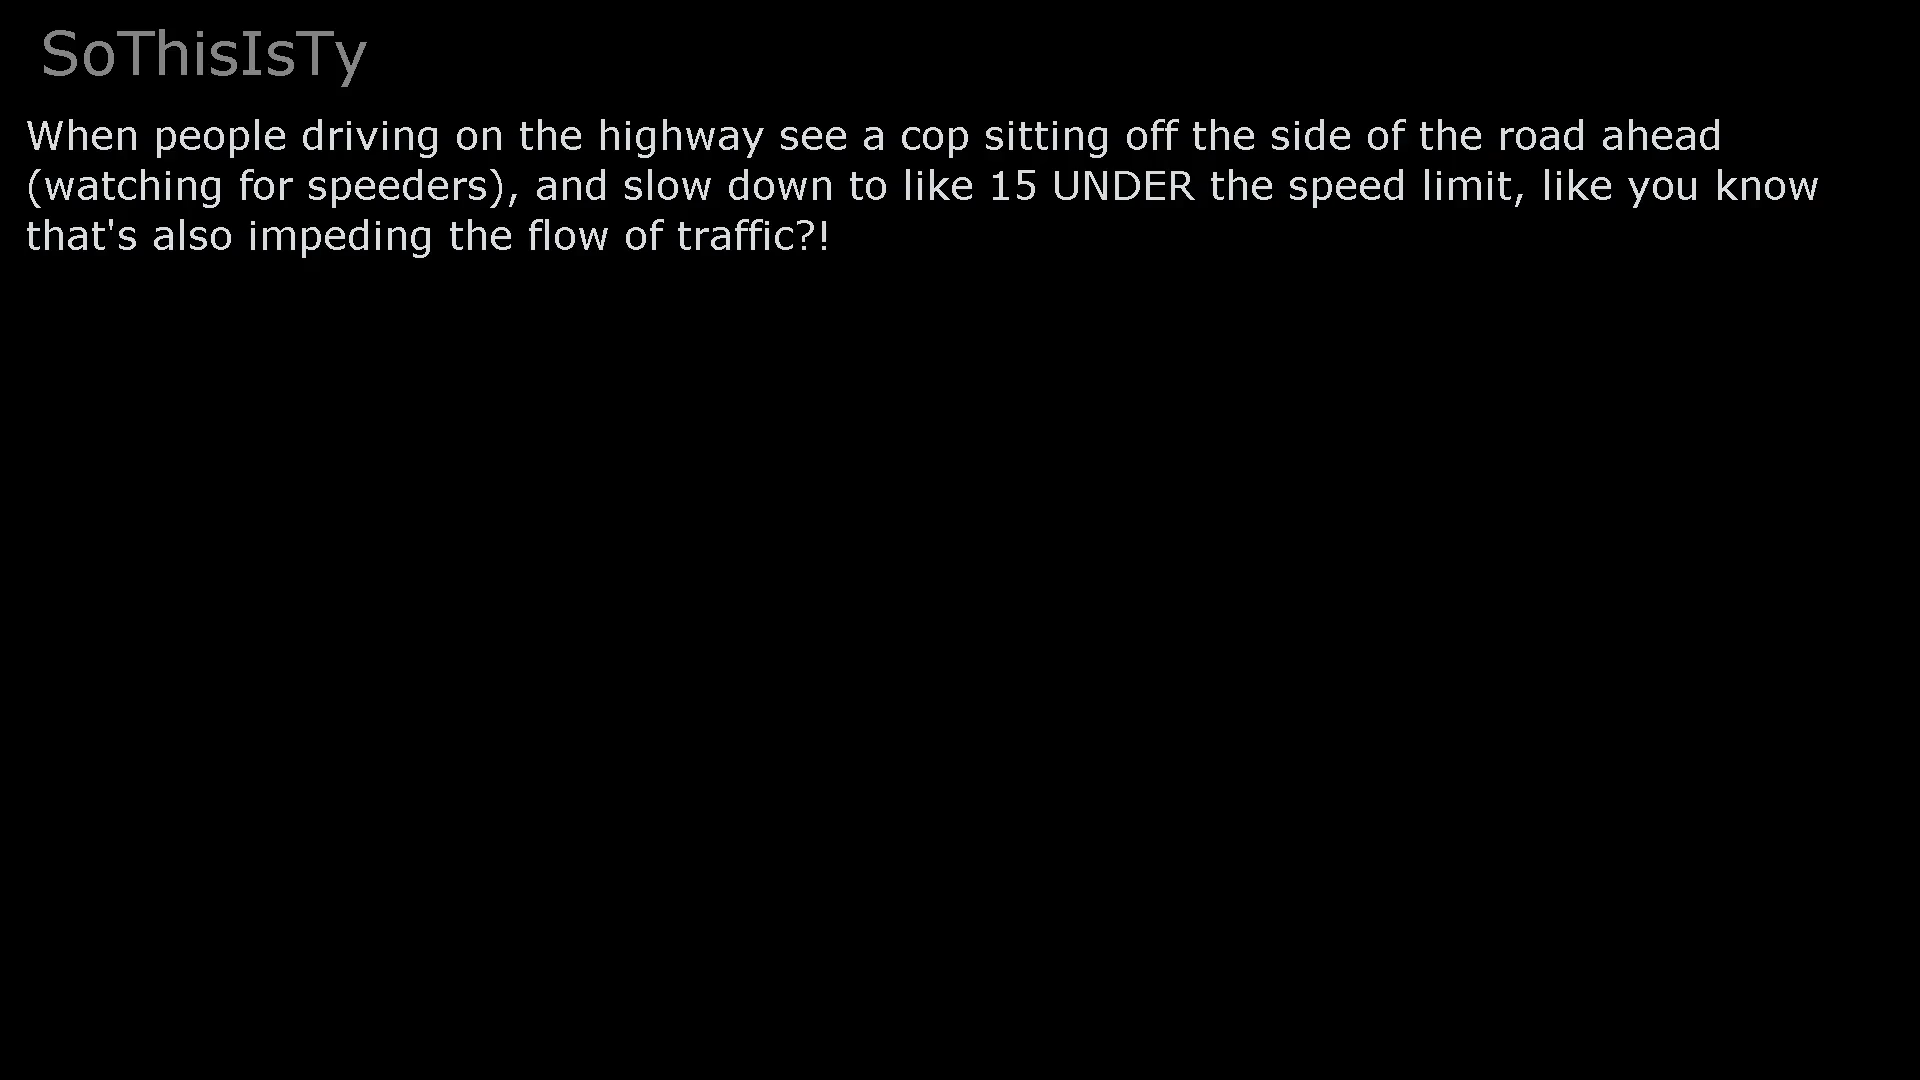 SoThisIsTy
When people driving on the highway see a cop sitting off the side of the road ahead
(watching for speeders), and slow down to like 15 UNDER the speed limit, like you know
that's also impeding the flow of traffic?!